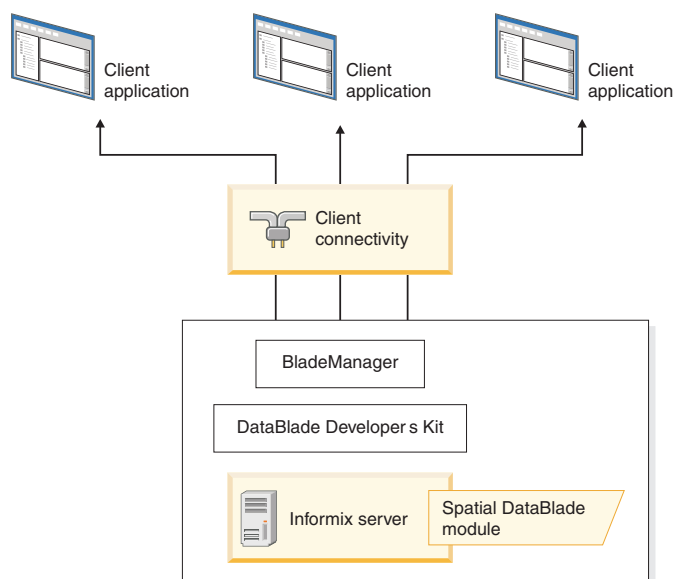 Client
application
Client
application
Client
application
Client
connectivity
BladeManager
DataBlade Developer s Kit
Informix server
Spatial DataBlade
module